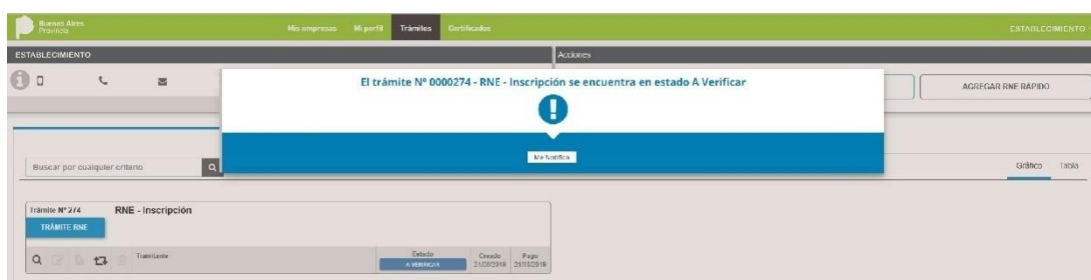 Buenos Aires
Provincia
Mis empresas Mi perfil Trámites Certificados
ESTABLECIMIENTO
ESTABLECIMIENTO
Acciones
El trámite Nº 0000274 - RNE - Inscripción se encuentra en estado A Verificar
AGREGAR RNE RÁPIDO
Me Notifico
Buscar por cualquier criterio
Gráfico Tabla
Trámite Nº 274 RNE - Inscripción
TRÁMITE RNE
Tramitante
Estado Creado Pago
A VERIFICAR